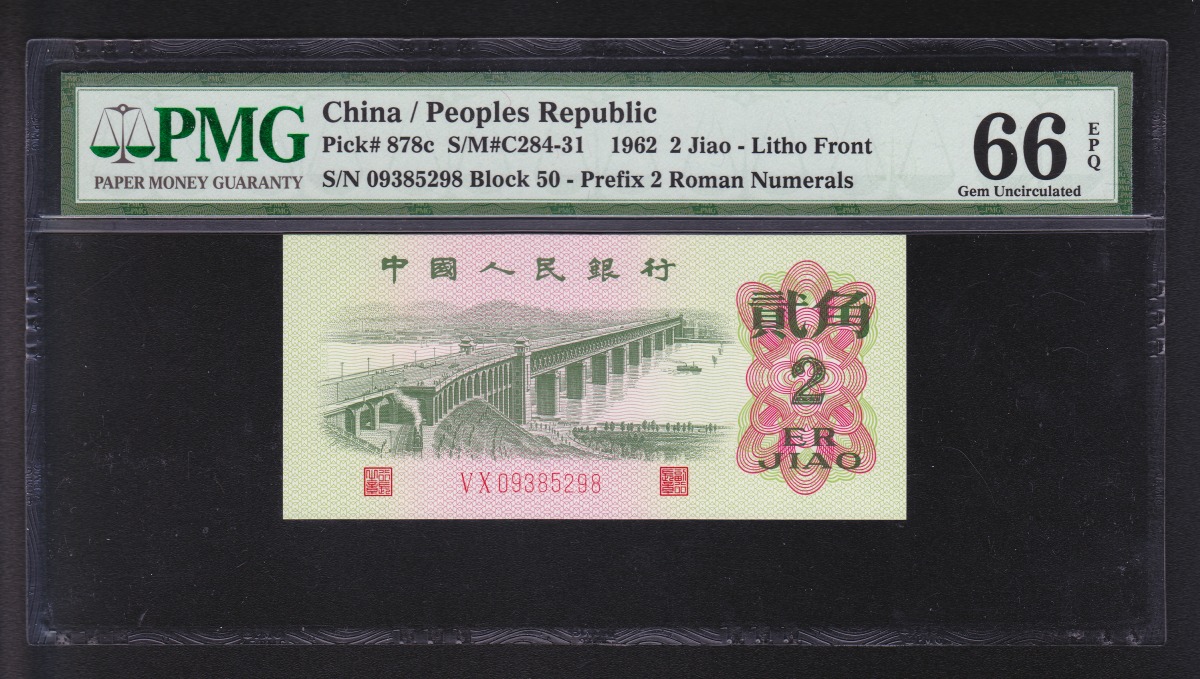 PMG
PAPER MONEY GUARANTY
China / Peoples Republic
Pick# 878c S/M#C284-31 1962 2 Jiao - Litho Front
S/N 09385298 Block 50 - Prefix 2 Roman Numerals
66
EPQ
Gem Uncirculated
中國人民銀行
貳角
2
ER
JIAO
VX09385298